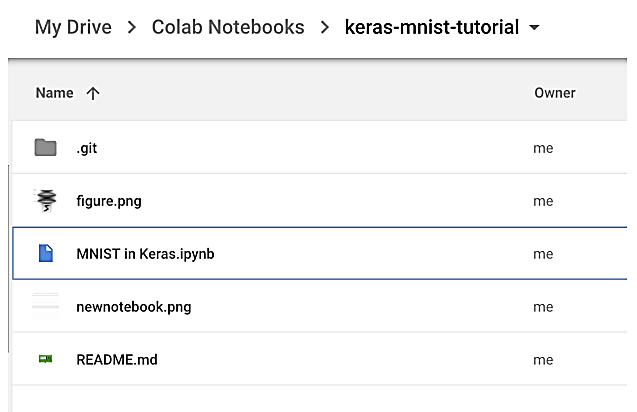 My Drive > Colab Notebooks > keras-mnist-tutorial
Name ↑ Owner
.git me
figure.png me
MNIST in Keras.ipynb me
newnotebook.png me
README.md me